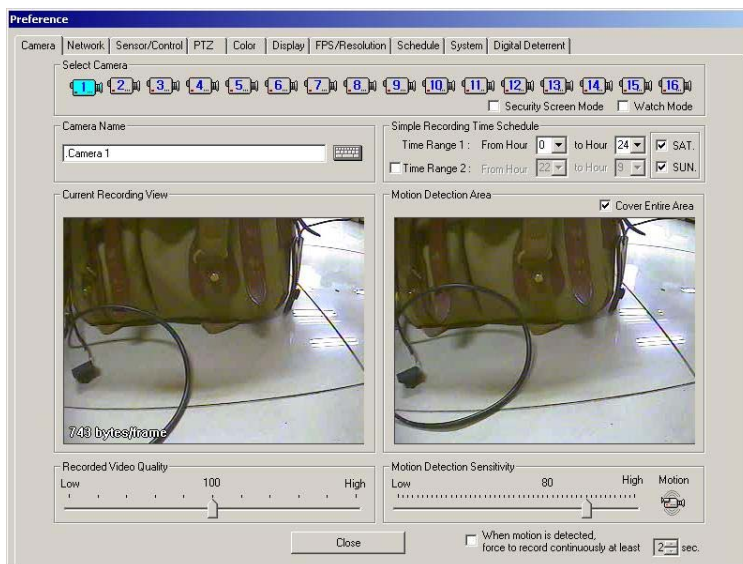 Preference
Camera Network Sensor/Control PTZ Color Display FPS/Resolution Schedule System Digital Deterrent
Select Camera
1 2 3 4 5 6 7 8 9 10 11 12 13 14 15 16
Security Screen Mode Watch Mode
Camera Name
.Camera 1
Simple Recording Time Schedule
Time Range 1 : From Hour 0 to Hour 24 SAT.
Time Range 2 : From Hour 22 to Hour 9 SUN.
Current Recording View
Motion Detection Area
Cover Entire Area
743 bytes/frame
Recorded Video Quality
Low 100 High
Motion Detection Sensitivity
Low 80 High Motion
Close
When motion is detected,
force to record continuously at least 2 sec.